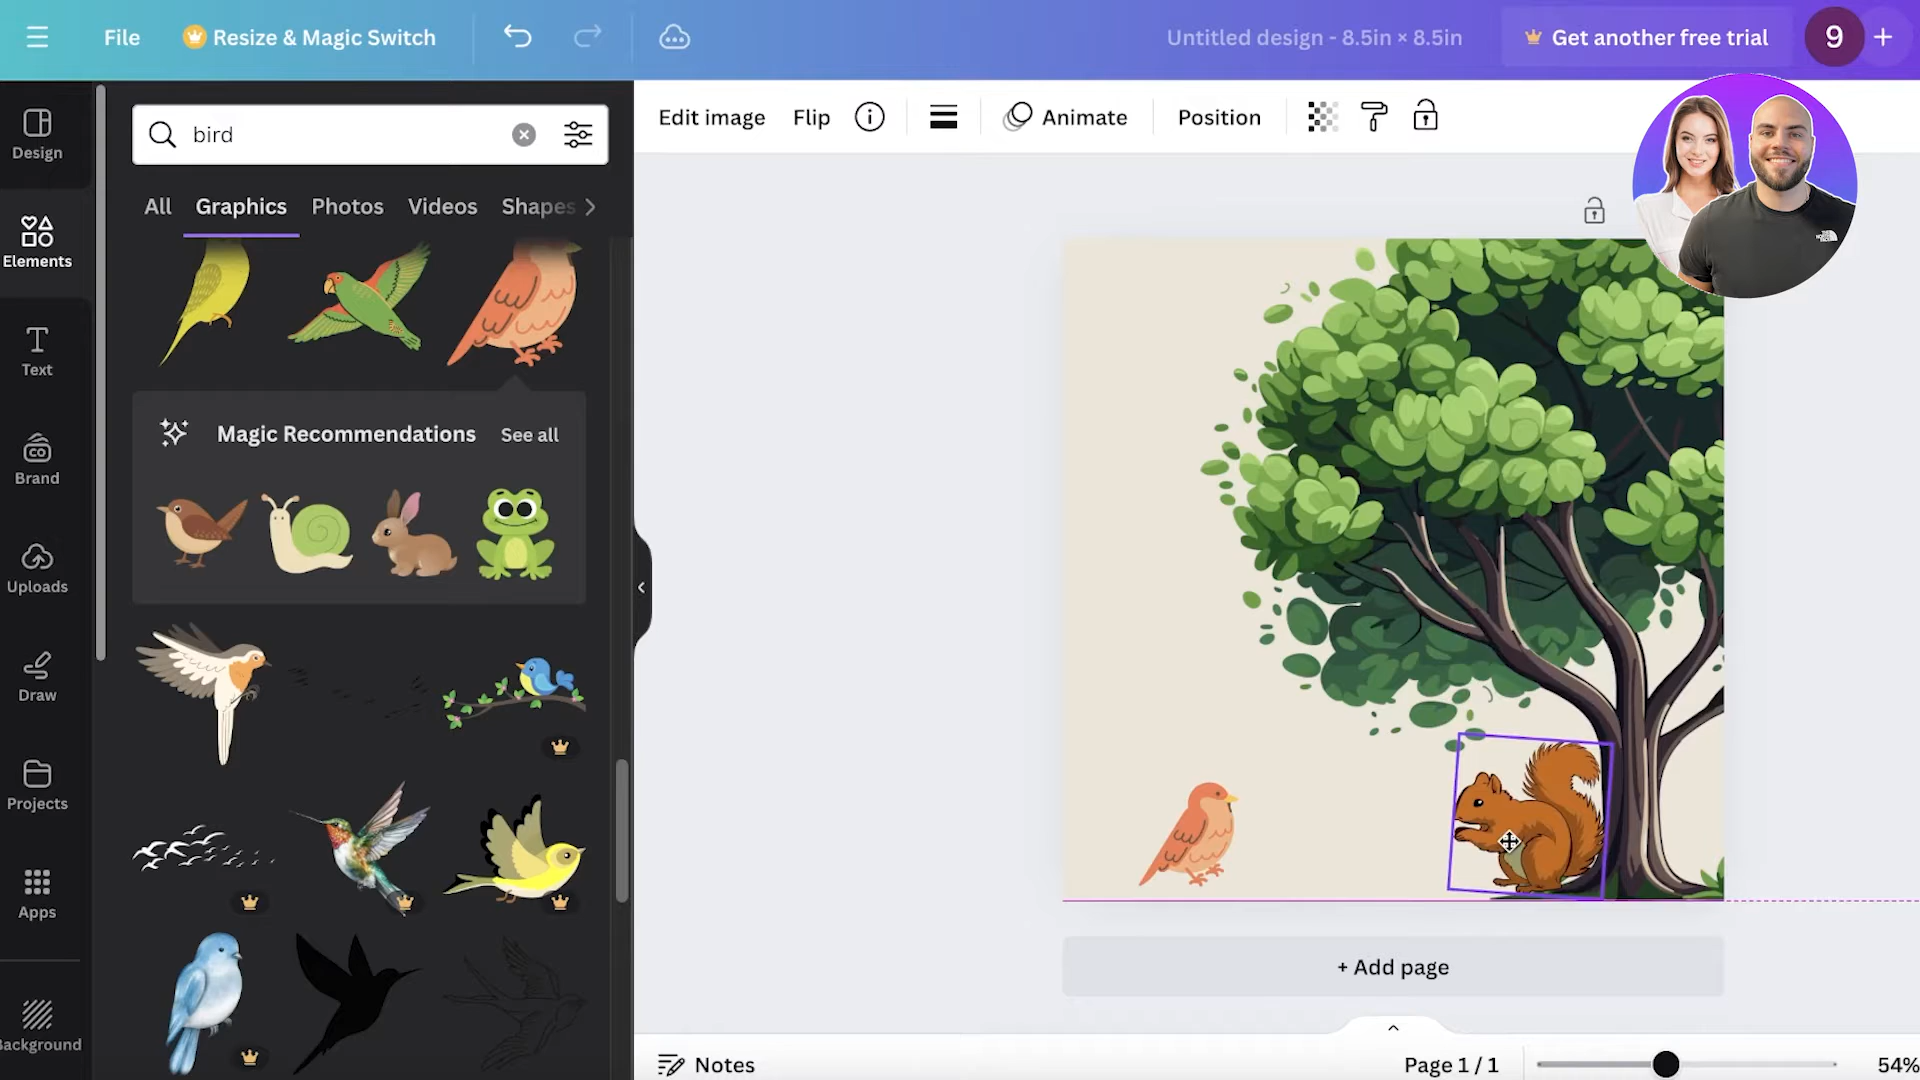 File
Resize & Magic Switch
Untitled design - 8.5in × 8.5in
Get another free trial
9
+
Design
Elements
Text
Brand
Uploads
Draw
Projects
Apps
Background
bird
All
Graphics
Photos
Videos
Shapes
Magic Recommendations
See all
Edit image
Flip
Animate
Position
+ Add page
Notes
Page 1 / 1
54%